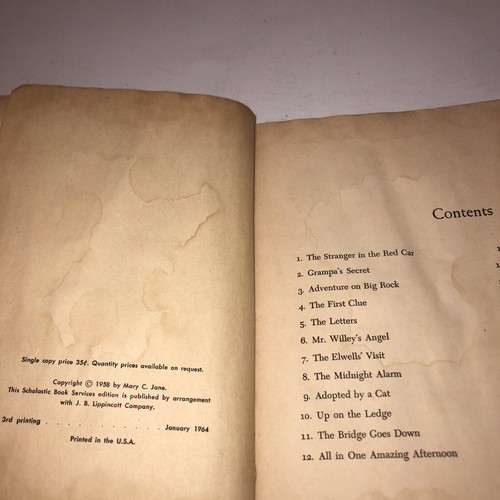 Single copy price 35¢. Quantity prices available on request.
Copyright © 1958 by Mary C. Jane.
This Scholastic Book Services edition is published by arrangement
with J. B. Lippincott Company.
3rd printing . . . . . . . . . . . . January 1964
Printed in the U.S.A.
Contents
1. The Stranger in the Red Car
2. Grampa's Secret
3. Adventure on Big Rock
4. The First Clue
5. The Letters
6. Mr. Willey's Angel
7. The Elwells' Visit
8. The Midnight Alarm
9. Adopted by a Cat
10. Up on the Ledge
11. The Bridge Goes Down
12. All in One Amazing Afternoon